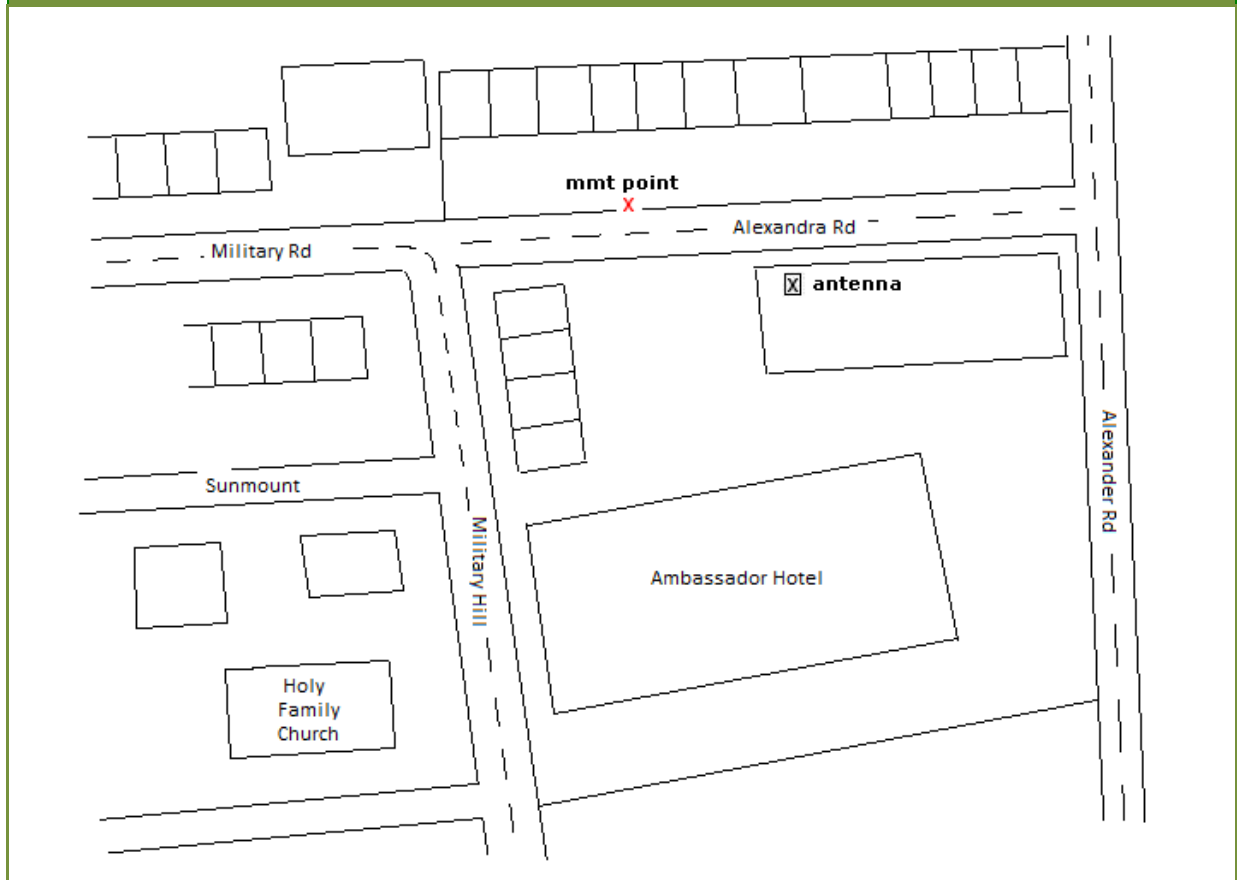 mmt point
X
Alexandra Rd
Military Rd
X antenna
Alexander Rd
Sunmount
Military Hill
Ambassador Hotel
Holy
Family
Church